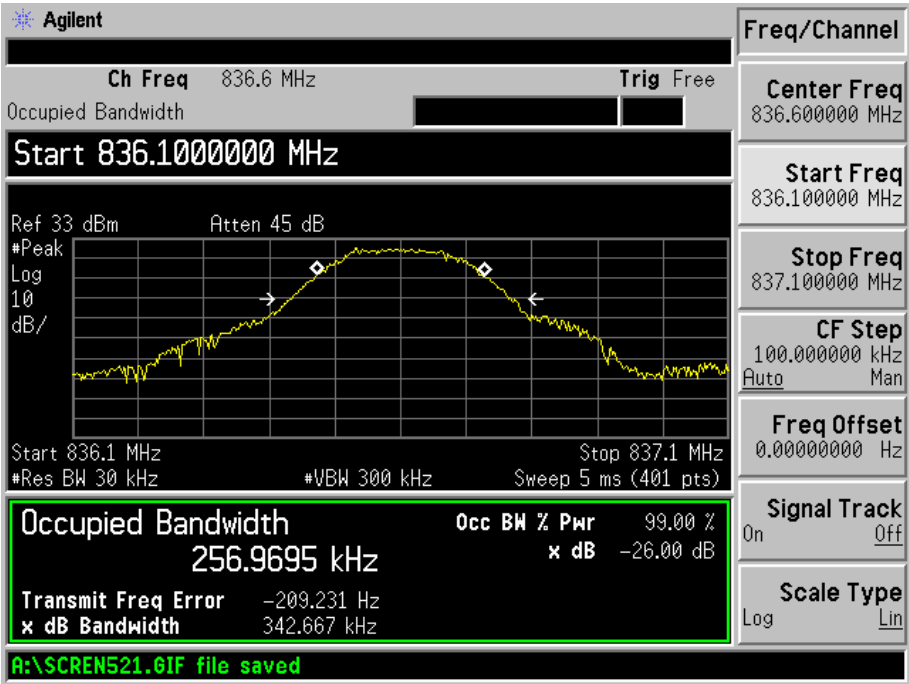 Agilent
Freq/Channel
Ch Freq 836.6 MHz Trig Free
Occupied Bandwidth
Start 836.1000000 MHz
Ref 33 dBm Atten 45 dB
#Peak
Log
10
dB/
Start 836.1 MHz Stop 837.1 MHz
#Res BW 30 kHz #VBW 300 kHz Sweep 5 ms (401 pts)
Occupied Bandwidth
256.9695 kHz
Occ BW % Pwr 99.00 %
x dB -26.00 dB
Transmit Freq Error -209.231 Hz
x dB Bandwidth 342.667 kHz
A:\SCREN521.GIF file saved
Center Freq
836.600000 MHz
Start Freq
836.100000 MHz
Stop Freq
837.100000 MHz
CF Step
100.000000 kHz
Auto Man
Freq Offset
0.00000000 Hz
Signal Track
On Off
Scale Type
Log Lin